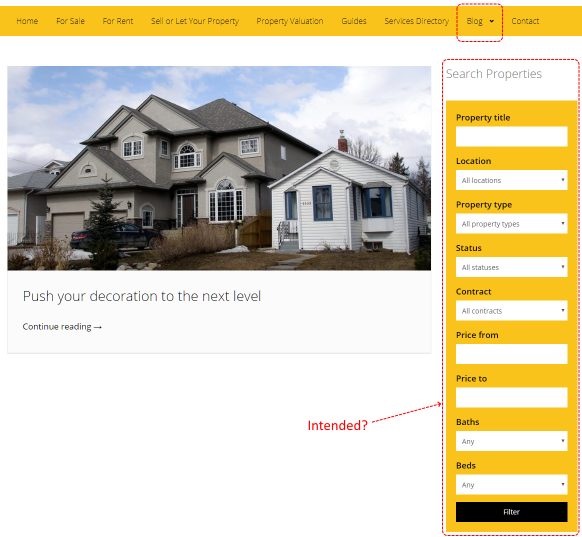 Home For Sale For Rent Sell or Let Your Property Property Valuation Guides Services Directory Blog Contact
Search Properties
Property title
Location
All locations
Property type
All property types
Status
All statuses
Contract
All contracts
Price from
Price to
Baths
Any
Beds
Any
Filter
Push your decoration to the next level
Continue reading →
Intended?